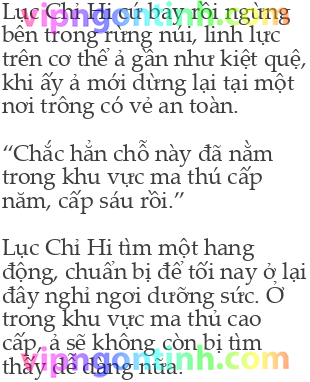 Lục Chỉ Hi cứ bay rồi ngừng
bên trong rừng núi, linh lực
trên cơ thể ả gần như kiệt quệ,
khi ấy ả mới dừng lại tại một
nơi trông có vẻ an toàn.
“Chắc hẳn chỗ này đã nằm
trong khu vực ma thú cấp
năm, cấp sáu rồi.”
Lục Chỉ Hi tìm một hang
động, chuẩn bị để tối nay ở lại
đây nghỉ ngơi dưỡng sức. Ở
trong khu vực ma thú cao
cấp, ả sẽ không còn bị tìm
thấy dễ dàng nữa.
vipngontinh.com
vipngontinh.com